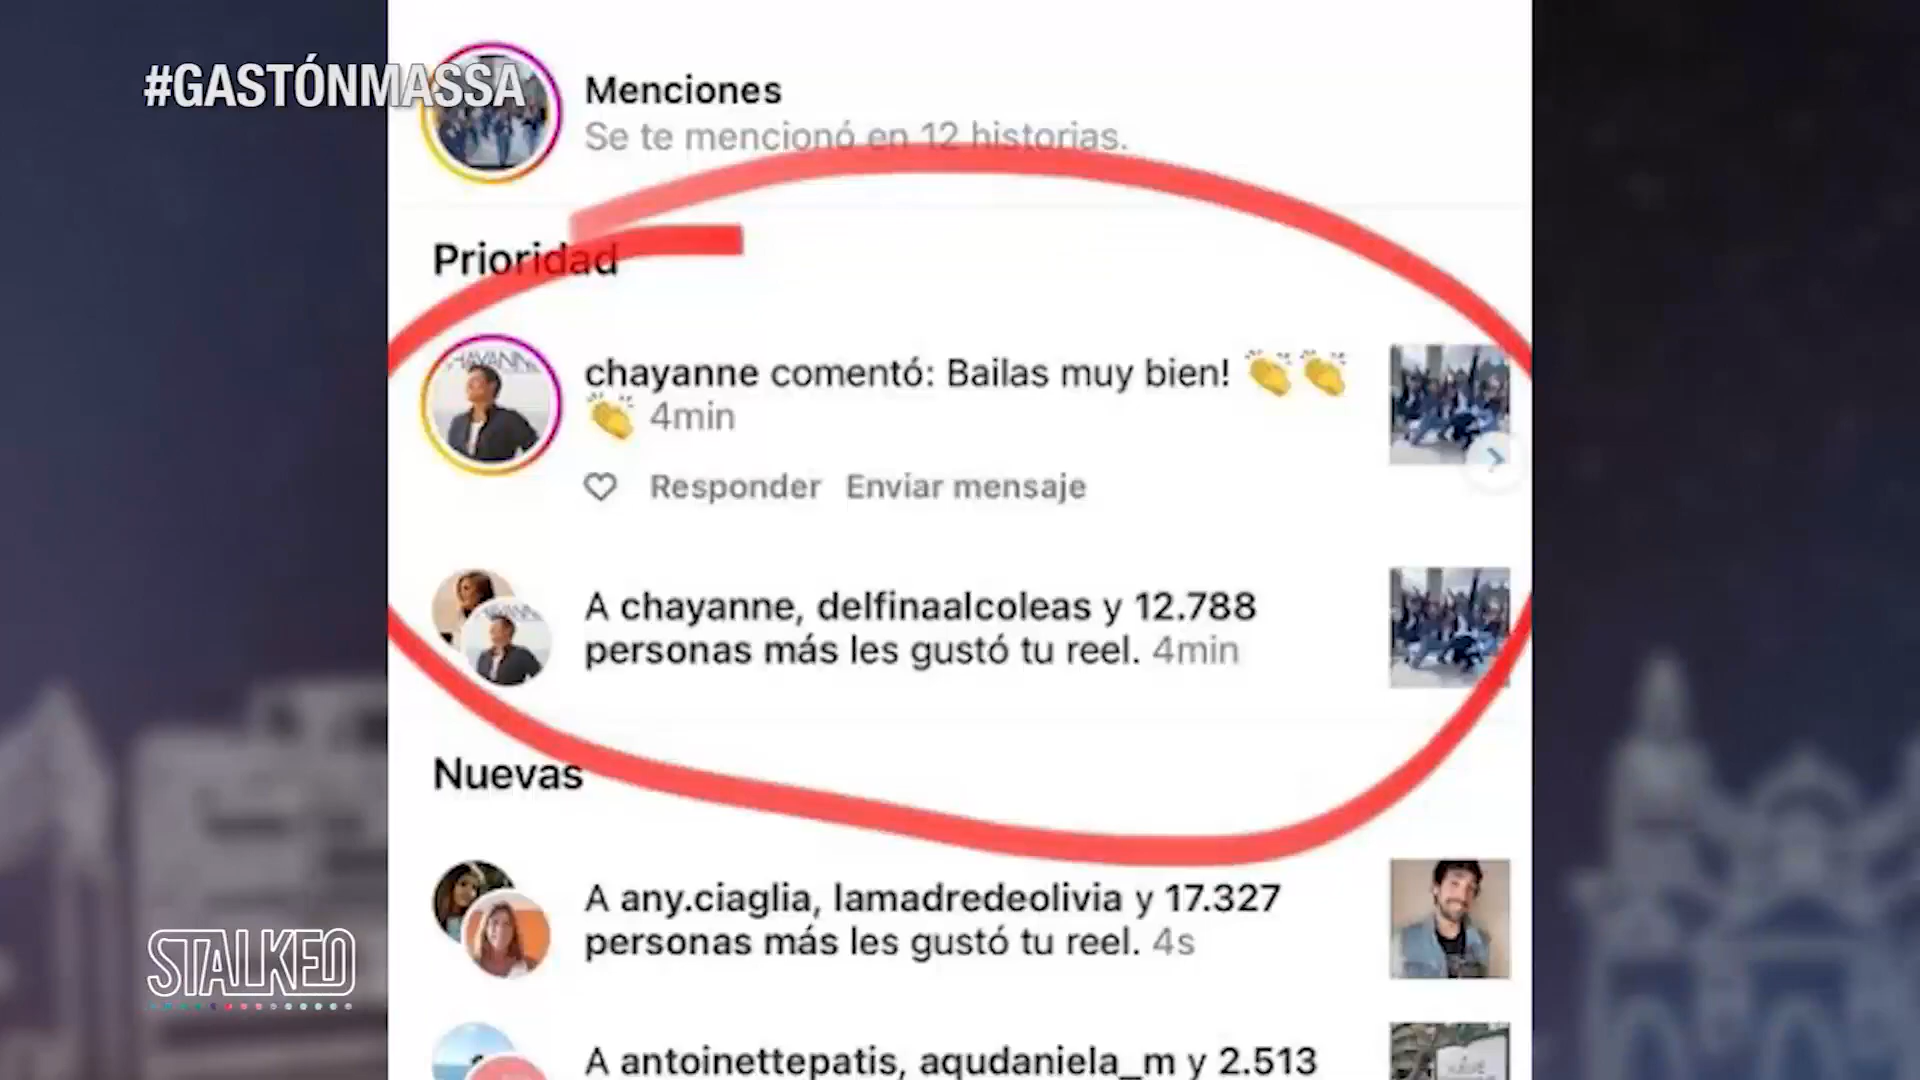 #GASTÓNMASSA
Menciones
Se te mencionó en 12 historias.
Prioridad
chayanne comentó: Bailas muy bien! 👏👏
👏 4min
Responder Enviar mensaje
A chayanne, delfinaalcoleas y 12.788
personas más les gustó tu reel. 4min
Nuevas
A any.ciaglia, lamadredeolivia y 17.327
personas más les gustó tu reel. 4s
A antoinettepatis, aqudaniela_m y 2.513
STALKEO